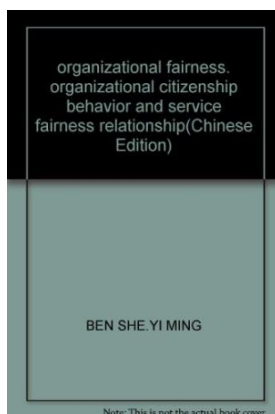 organizational fairness.
organizational citizenship
behavior and service
fairness relationship(Chinese
Edition)
BEN SHE.YI MING
Note: This is not the actual book cover